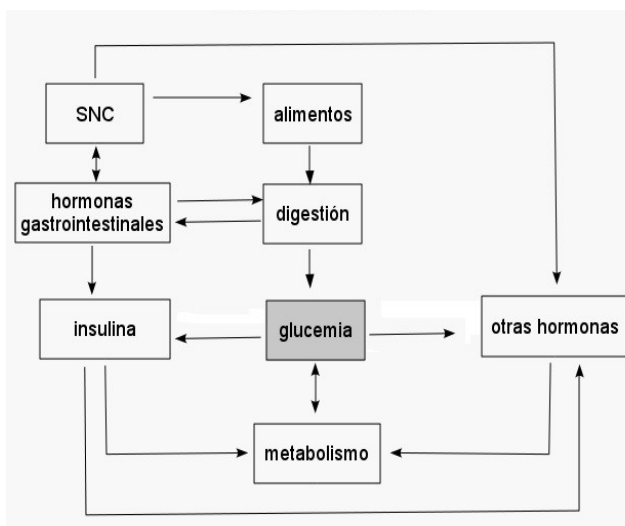 SNC
alimentos
hormonas
gastrointestinales
digestión
insulina
glucemia
otras hormonas
metabolismo